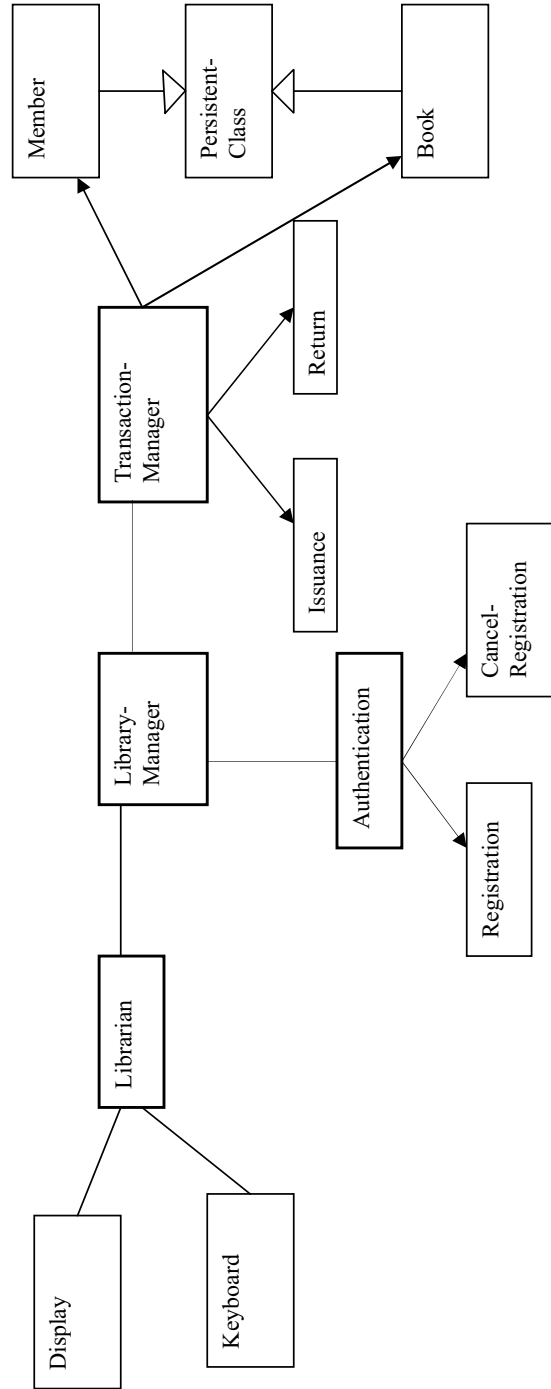 Member
Persistent-
Class
Book
Transaction-
Manager
Return
Issuance
Library-
Manager
Authentication
Cancel-
Registration
Registration
Librarian
Display
Keyboard